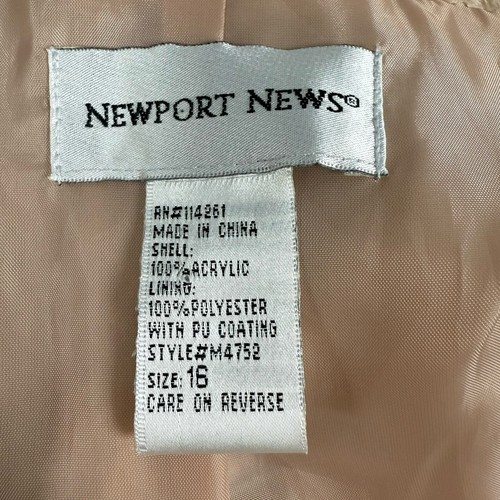 NEWPORT NEWS®
RN#114261
MADE IN CHINA
SHELL:
100%ACRYLIC
LINING:
100%POLYESTER
WITH PU COATING
STYLE#M4752
SIZE: 16
CARE ON REVERSE